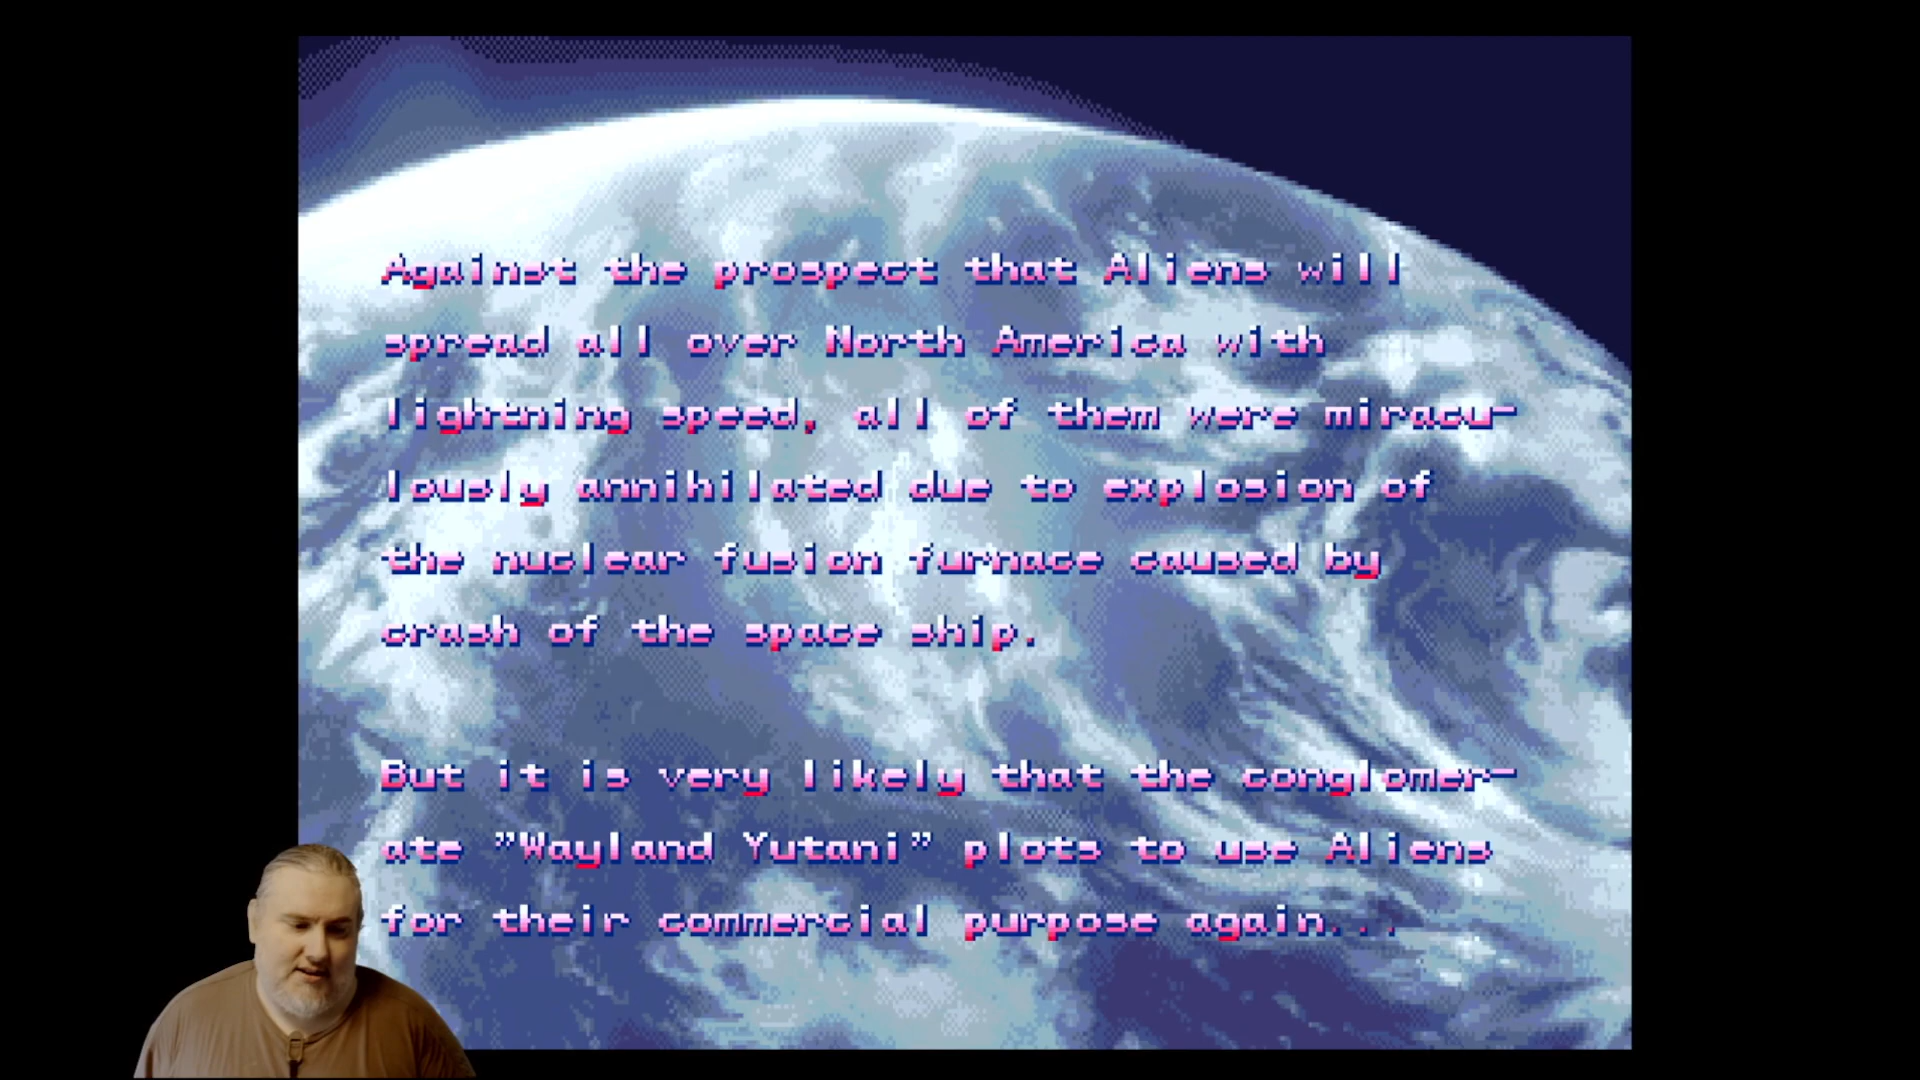 Against the prospect that Aliens will
spread all over North America with
lightning speed, all of them were miracu-
lously annihilated due to explosion of
the nuclear fusion furnace caused by
crash of the space ship.
But it is very likely that the conglomer-
ate "Wayland Yutani" plots to use Aliens
for their commercial purpose again...